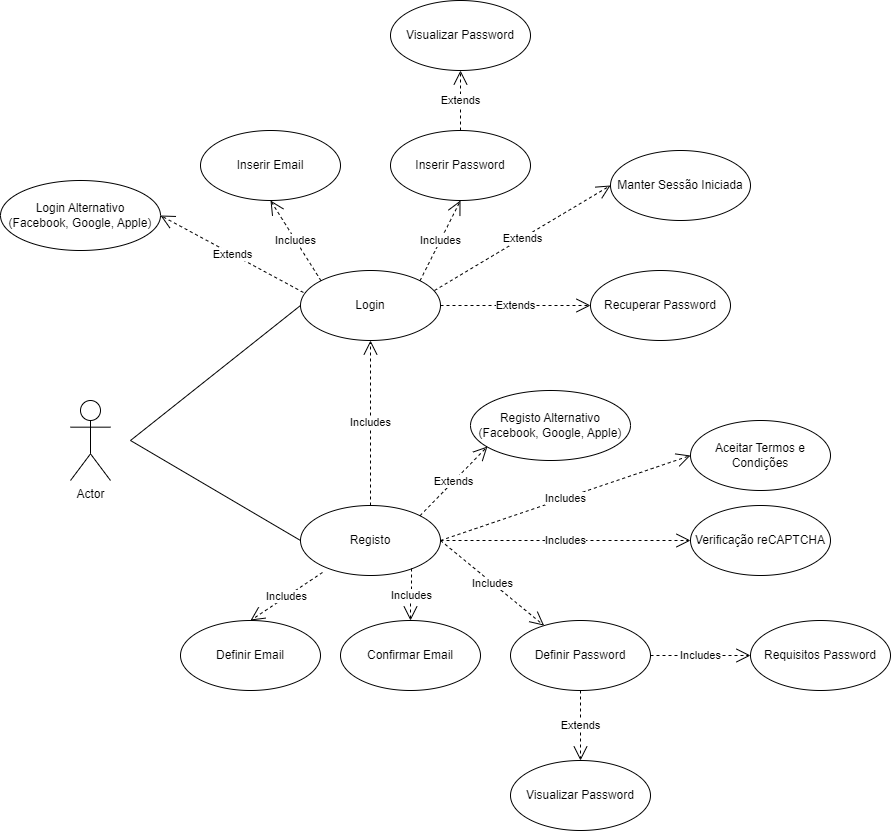 Visualizar Password
Extends
Inserir Email
Inserir Password
Manter Sessão Iniciada
Login Alternativo
(Facebook, Google, Apple)
Includes
Includes
Extends
Extends
Login
Extends
Recuperar Password
Includes
Registo Alternativo
(Facebook, Google, Apple)
Aceitar Termos e
Condições
Extends
Actor
Includes
Registo
Includes
Verificação reCAPTCHA
Includes
Includes
Includes
Definir Email
Confirmar Email
Definir Password
Includes
Requisitos Password
Extends
Visualizar Password